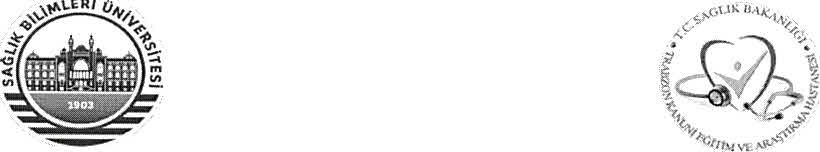 SAĞLIK BİLİMLERİ ÜNİVERSİTESİ
1903
T.C. SAĞLIK BAKANLIĞI
TRABZON KANUNİ EĞİTİM VE ARAŞTIRMA HASTANESİ